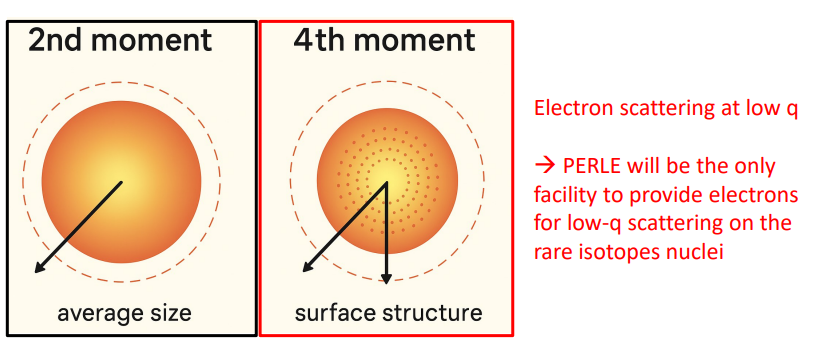 2nd moment
average size
4th moment
surface structure
Electron scattering at low q
→ PERLE will be the only
facility to provide electrons
for low-q scattering on the
rare isotopes nuclei